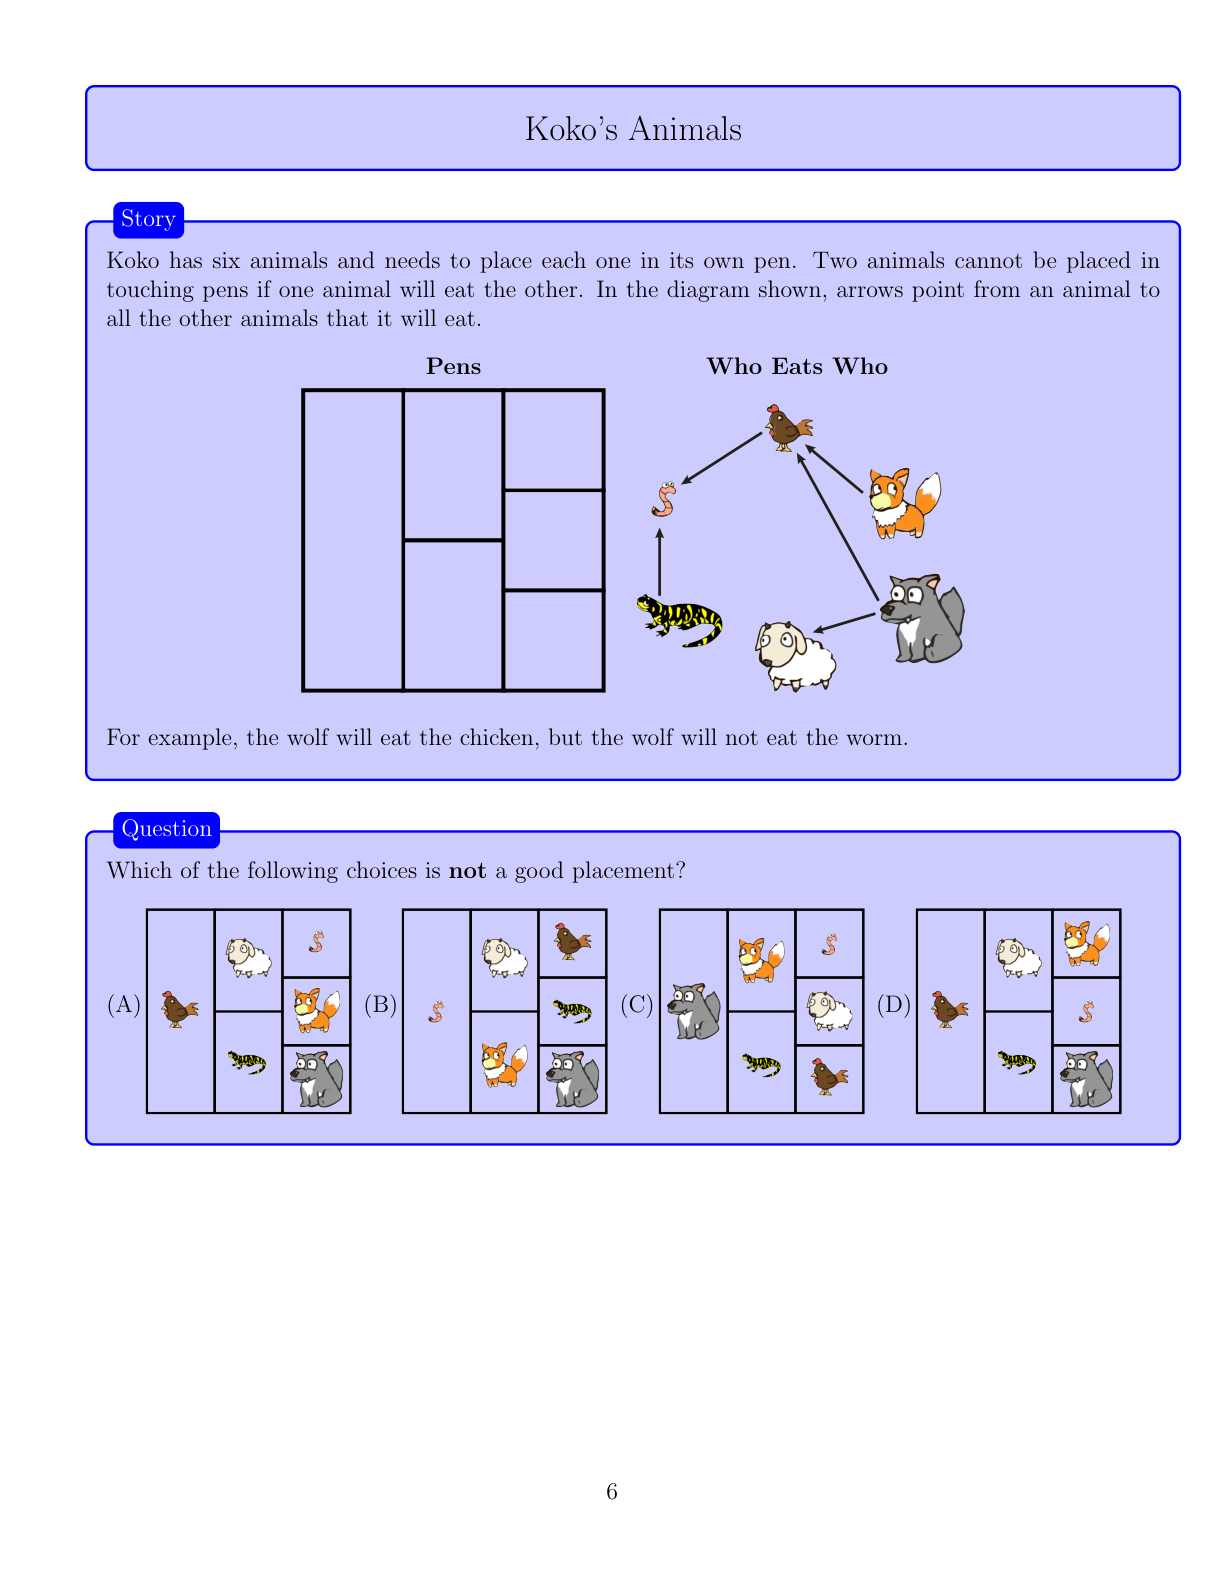 Koko's Animals
Story
Koko has six animals and needs to place each one in its own pen. Two animals cannot be placed in
touching pens if one animal will eat the other. In the diagram shown, arrows point from an animal to
all the other animals that it will eat.
Pens
Who Eats Who
For example, the wolf will eat the chicken, but the wolf will not eat the worm.
Question
Which of the following choices is not a good placement?
(A)
(B)
(C)
(D)
6